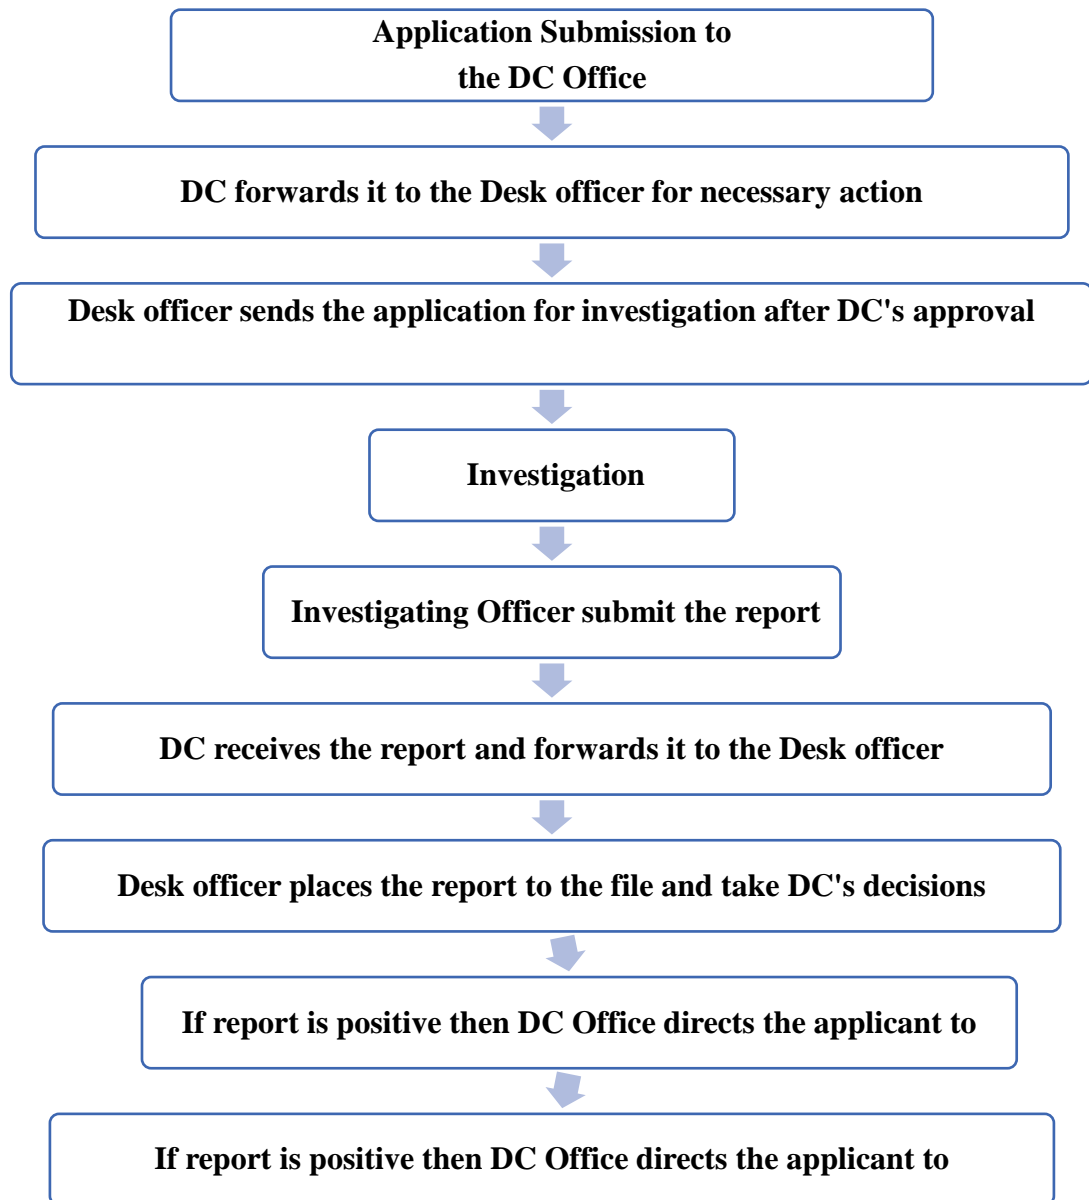 Application Submission to
the DC Office
DC forwards it to the Desk officer for necessary action
Desk officer sends the application for investigation after DC's approval
Investigation
Investigating Officer submit the report
DC receives the report and forwards it to the Desk officer
Desk officer places the report to the file and take DC's decisions
If report is positive then DC Office directs the applicant to
If report is positive then DC Office directs the applicant to